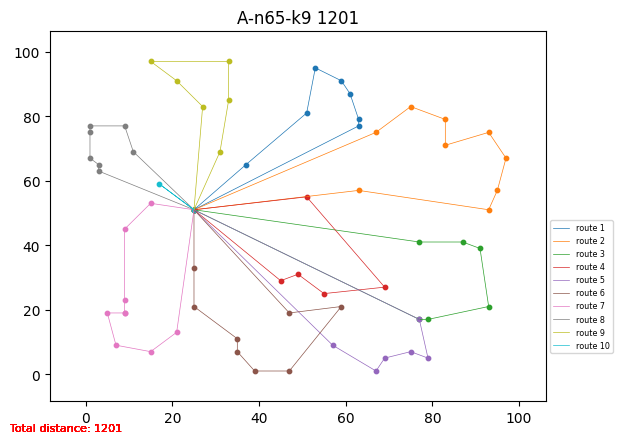 A-n65-k9 1201
100
80
60
40
20
0
0 20 40 60 80 100
route 1
route 2
route 3
route 4
route 5
route 6
route 7
route 8
route 9
route 10
Total distance: 1201